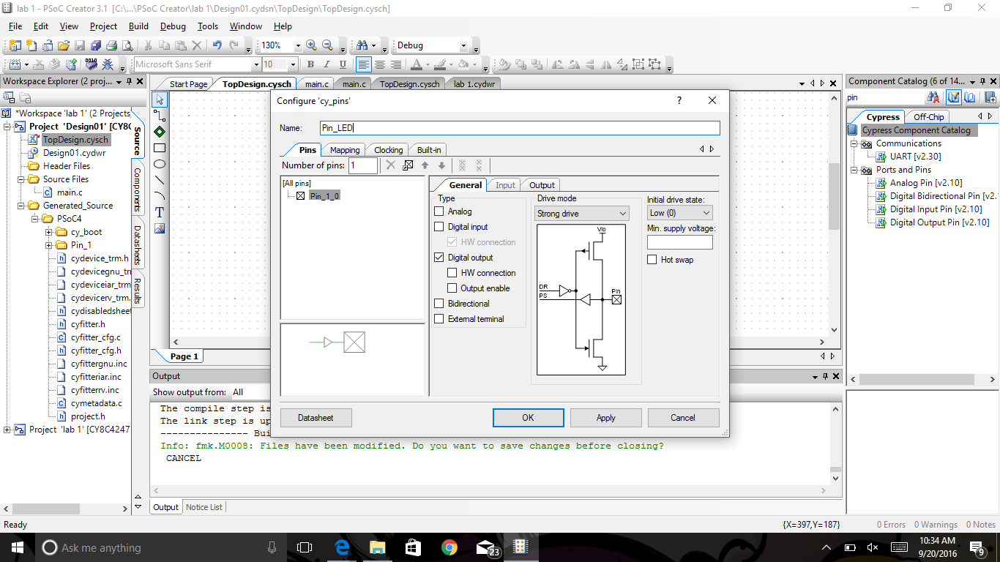 lab 1 - PSoC Creator 3.1 [C:\...\PSoC Creator\lab 1\Design01.cydsn\TopDesign\TopDesign.cysch]
File Edit View Project Build Debug Tools Window Help
130% Debug
Microsoft Sans Serif 10 B I U
Workspace Explorer (2 proj...
*Workspace 'lab 1' (2 Projects)
Project 'Design01' [CY8C
TopDesign.cysch
Design01.cydwr
Header Files
Source Files
main.c
Generated_Source
PSoC4
cy_boot
Pin_1
cydevice_trm.h
cydevicegnu_trm
cydeviceiar_trm
cydevicerv_trm.
cydisabledsheet
cyfitter.h
cyfitter_cfg.c
cyfitter_cfg.h
cyfittergnu.inc
cyfitteriar.inc
cyfitterrv.inc
cymetadata.c
project.h
Project 'lab 1' [CY8C4247
Source
Components
Datasheets
Results
Start Page TopDesign.cysch main.c main.c TopDesign.cysch lab 1.cydwr
T
Page 1
Configure 'cy_pins'
?
Name: Pin_LED
Pins Mapping Clocking Built-in
Number of pins: 1
[All pins]
Pin_1_0
General Input Output
Type
Analog
Digital input
HW connection
Digital output
HW connection
Output enable
Bidirectional
External terminal
Drive mode
Strong drive
Vio
DR
PS
Pin
Initial drive state:
Low (0)
Min. supply voltage:
Hot swap
Datasheet OK Apply Cancel
Output
Show output from: All
The compile step is
The link step is up
--------------- Bui
Info: fmk.M0008: Files have been modified. Do you want to save changes before closing?
CANCEL
Output Notice List
Component Catalog (6 of 14...
pin
Cypress Off-Chip
Cypress Component Catalog
Communications
UART [v2.30]
Ports and Pins
Analog Pin [v2.10]
Digital Bidirectional Pin [v2.
Digital Input Pin [v2.10]
Digital Output Pin [v2.10]
Ready {X=397,Y=187} 0 Errors 0 Warnings 0 Notes
Ask me anything
23
10:34 AM
9/20/2016
9